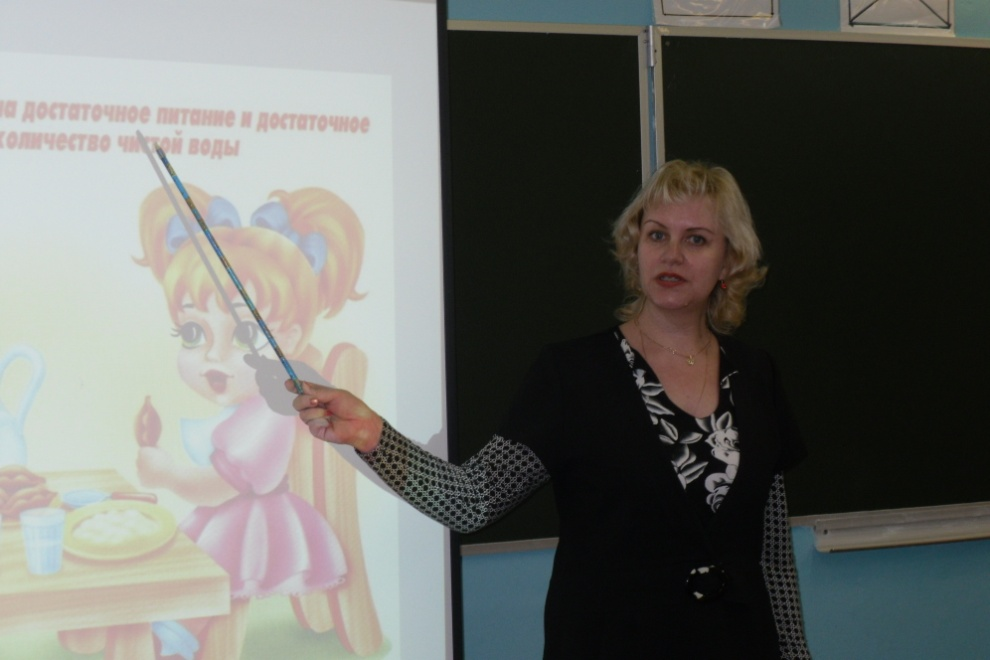 на достаточное питание и достаточное
количество чистой воды